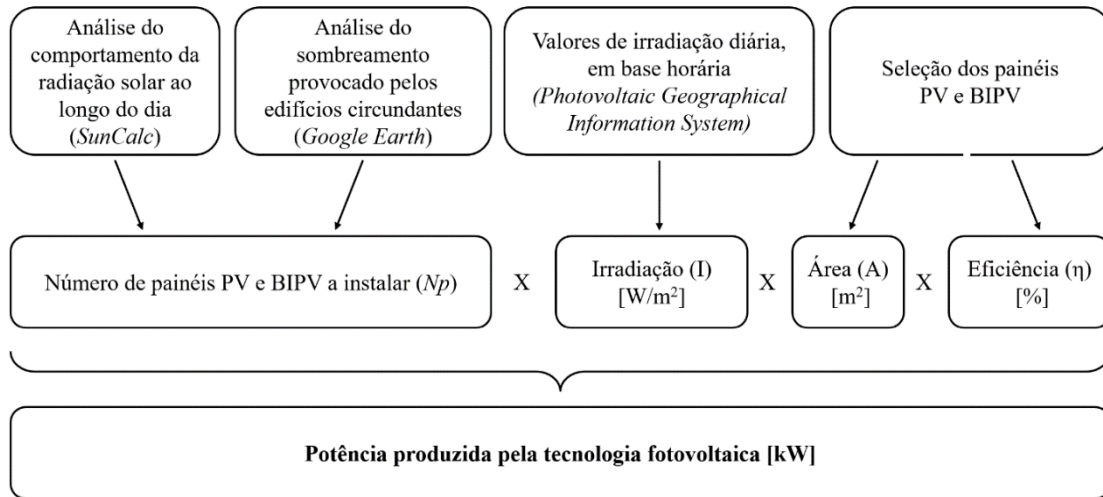 Análise do
comportamento da
radiação solar ao
longo do dia
(SunCalc)
Análise do
sombreamento
provocado pelos
edifícios circundantes
(Google Earth)
Valores de irradiação diária,
em base horária
(Photovoltaic Geographical
Information System)
Seleção dos painéis
PV e BIPV
Número de painéis PV e BIPV a instalar (Np)
X
Irradiação (I)
[W/m²]
X
Área (A)
[m²]
X
Eficiência (η)
[%]
Potência produzida pela tecnologia fotovoltaica [kW]